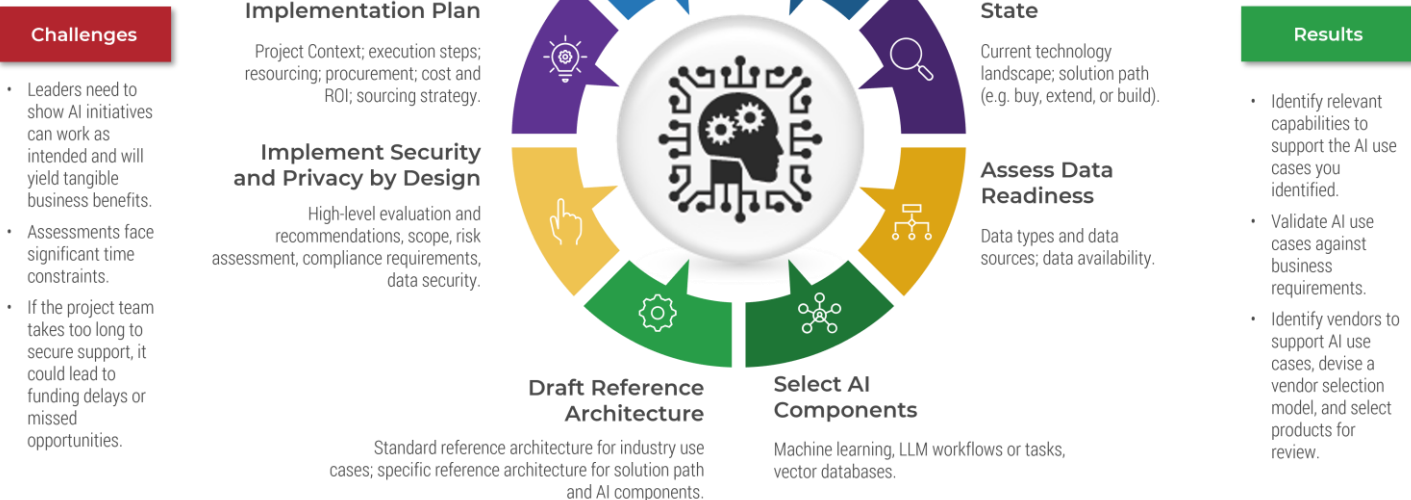 Challenges
• Leaders need to
show AI initiatives
can work as
intended and will
yield tangible
business benefits.
• Assessments face
significant time
constraints.
• If the project team
takes too long to
secure support, it
could lead to
funding delays or
missed
opportunities.
Implementation Plan
Project Context; execution steps;
resourcing; procurement; cost and
ROI; sourcing strategy.
Implement Security
and Privacy by Design
High-level evaluation and
recommendations, scope, risk
assessment, compliance requirements,
data security.
Draft Reference
Architecture
Standard reference architecture for industry use
cases; specific reference architecture for solution path
and AI components.
State
Current technology
landscape; solution path
(e.g. buy, extend, or build).
Assess Data
Readiness
Data types and data
sources; data availability.
Select AI
Components
Machine learning, LLM workflows or tasks,
vector databases.
Results
• Identify relevant
capabilities to
support the AI use
cases you
identified.
• Validate AI use
cases against
business
requirements.
• Identify vendors to
support AI use
cases, devise a
vendor selection
model, and select
products for
review.